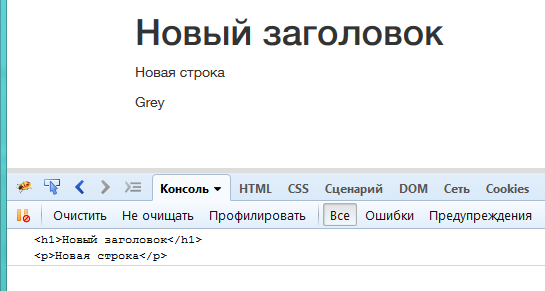 Новый заголовок
Новая строка
Grey
Консоль HTML CSS Сценарий DOM Сеть Cookies
Очистить Не очищать Профилировать Все Ошибки Предупреждения
<h1>Новый заголовок</h1>
<p>Новая строка</p>